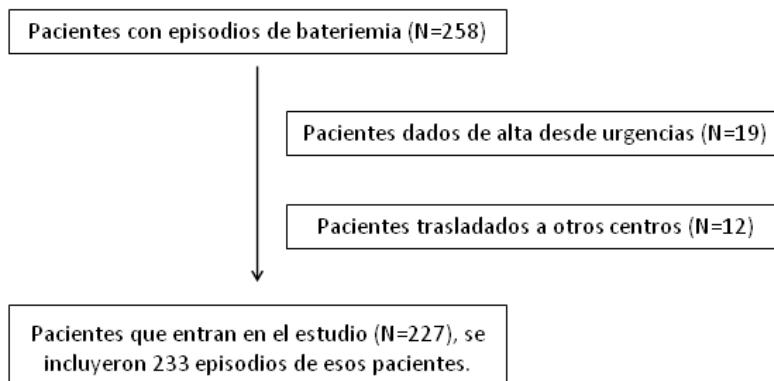 Pacientes con episodios de bateriemia (N=258)
Pacientes dados de alta desde urgencias (N=19)
Pacientes trasladados a otros centros (N=12)
Pacientes que entran en el estudio (N=227), se
incluyeron 233 episodios de esos pacientes.